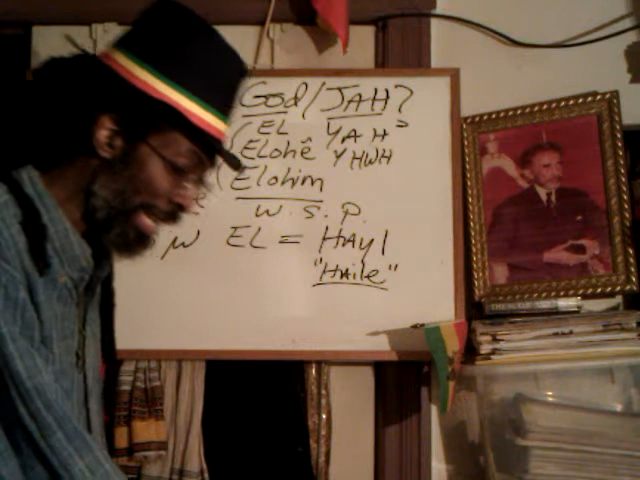 God / JAH?
( EL YAH
( Elohê YHWH
( Elohim
W. S. P.
EL = HAYL
"HAILE"